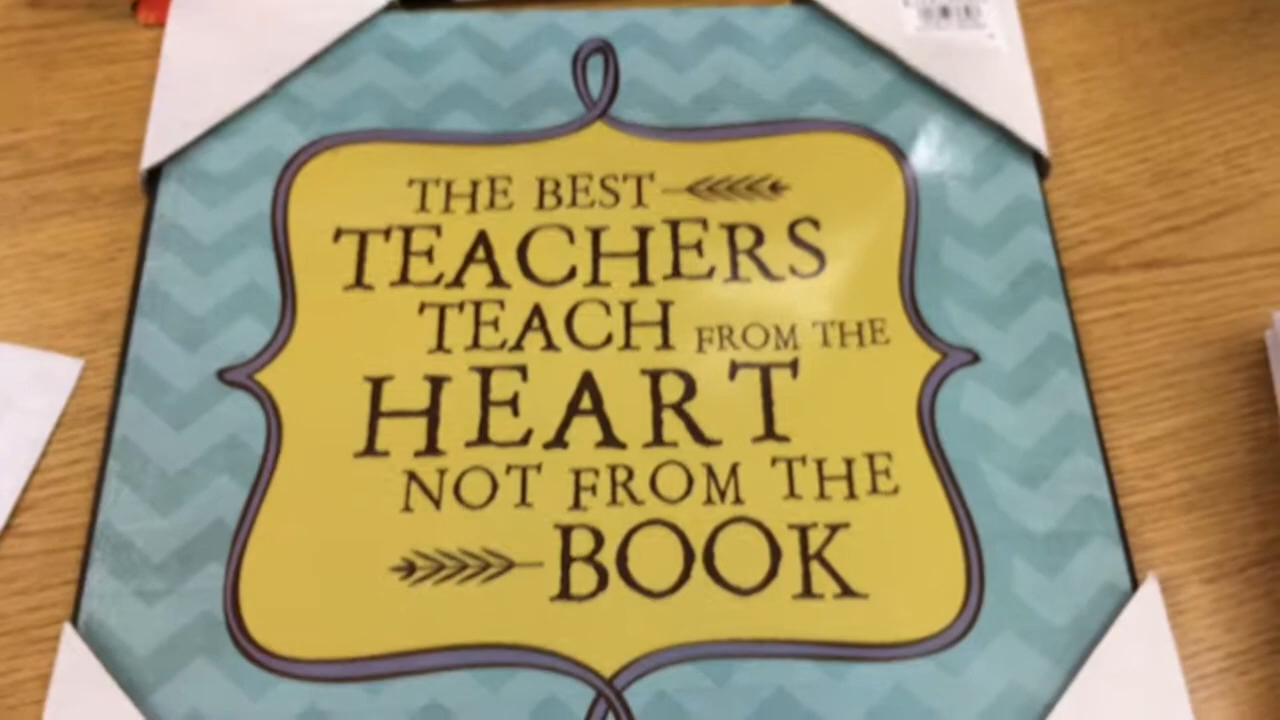 THE BEST
TEACHERS
TEACH FROM THE
HEART
NOT FROM THE
BOOK